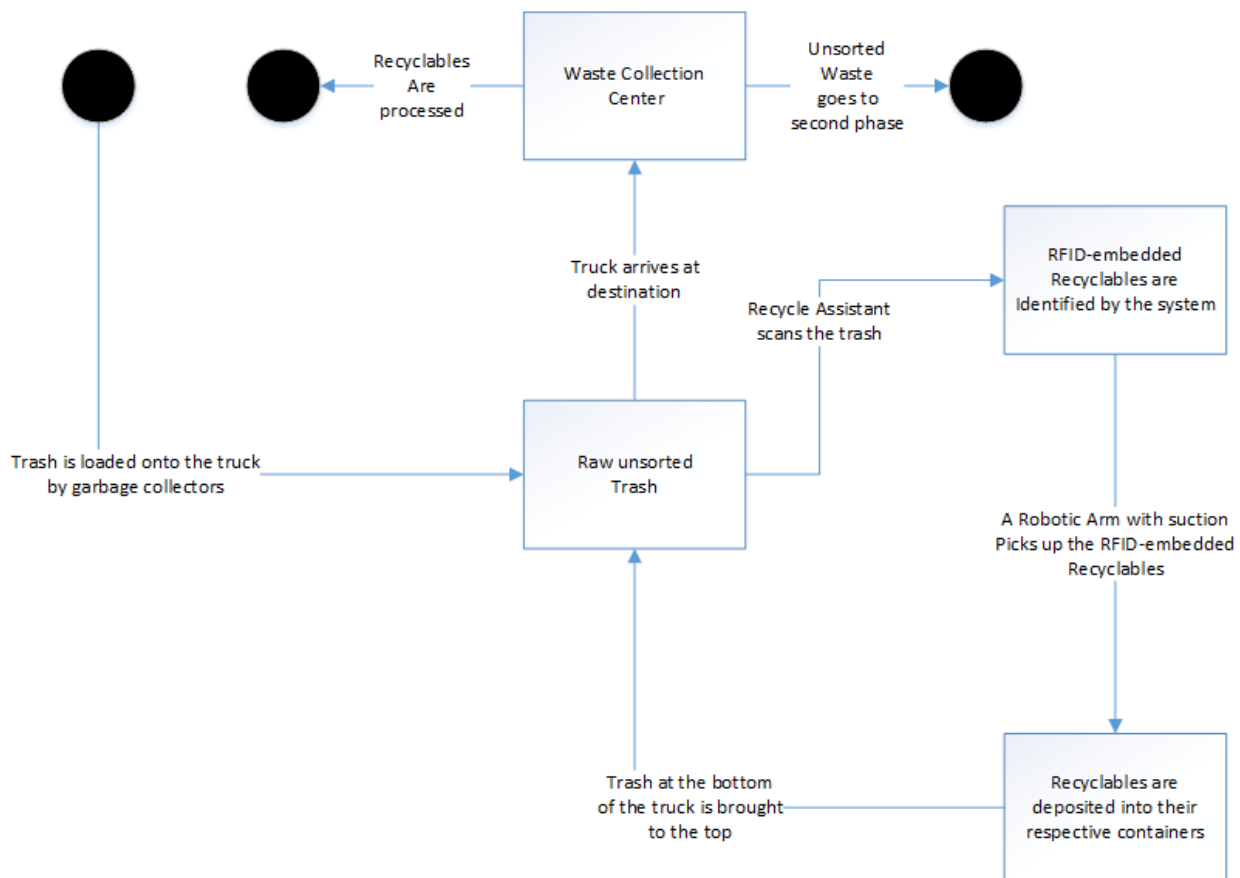 Recyclables
Are
processed
Waste Collection
Center
Unsorted
Waste
goes to
second phase
RFID-embedded
Recyclables are
Identified by the system
Truck arrives at
destination
Recycle Assistant
scans the trash
Trash is loaded onto the truck
by garbage collectors
Raw unsorted
Trash
A Robotic Arm with suction
Picks up the RFID-embedded
Recyclables
Trash at the bottom
of the truck is brought
to the top
Recyclables are
deposited into their
respective containers